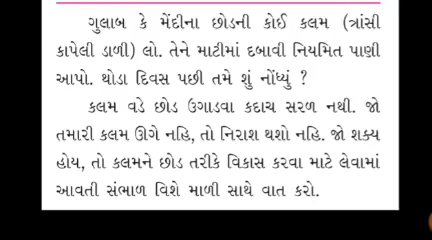 ગુલાબ કે મેંદીના છોડની કોઈ કલમ (ત્રાંસી
કાપેલી ડાળી) લો. તેને માટીમાં દબાવી નિયમિત પાણી
આપો. થોડા દિવસ પછી તમે શું નોંધ્યું ?
કલમ વડે છોડ ઉગાડવા કદાચ સરળ નથી. જો
તમારી કલમ ઊગે નહિ, તો નિરાશ થશો નહિ. જો શક્ય
હોય, તો કલમને છોડ તરીકે વિકાસ કરવા માટે લેવામાં
આવતી સંભાળ વિશે માળી સાથે વાત કરો.